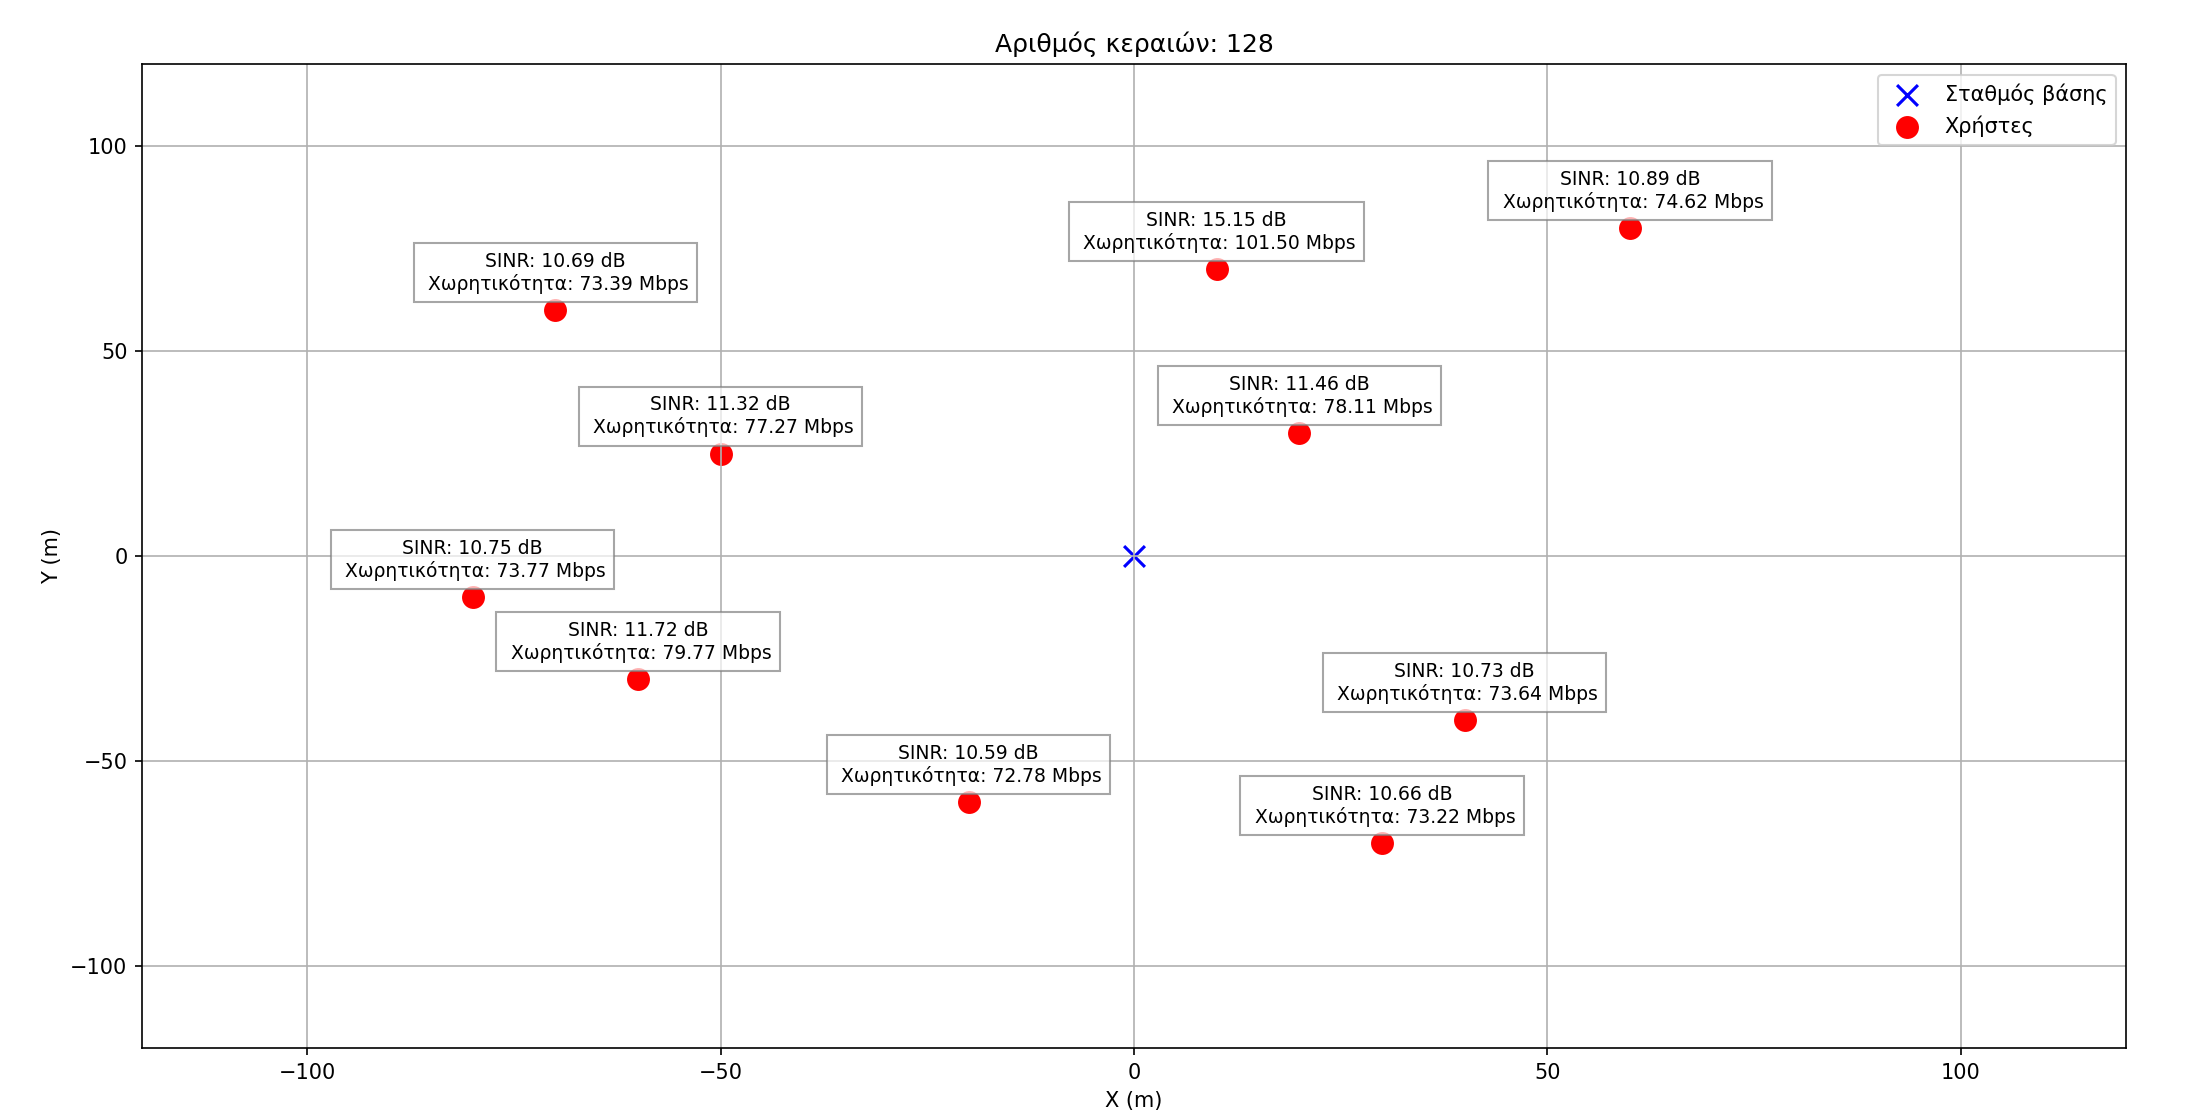 Αριθμός κεραιών: 128
Σταθμός βάσης
Χρήστες
SINR: 10.89 dB
Χωρητικότητα: 74.62 Mbps
SINR: 15.15 dB
Χωρητικότητα: 101.50 Mbps
SINR: 10.69 dB
Χωρητικότητα: 73.39 Mbps
SINR: 11.46 dB
Χωρητικότητα: 78.11 Mbps
SINR: 11.32 dB
Χωρητικότητα: 77.27 Mbps
SINR: 10.75 dB
Χωρητικότητα: 73.77 Mbps
SINR: 11.72 dB
Χωρητικότητα: 79.77 Mbps
SINR: 10.73 dB
Χωρητικότητα: 73.64 Mbps
SINR: 10.59 dB
Χωρητικότητα: 72.78 Mbps
SINR: 10.66 dB
Χωρητικότητα: 73.22 Mbps
100
50
0
−50
−100
Y (m)
−100
−50
0
50
100
X (m)